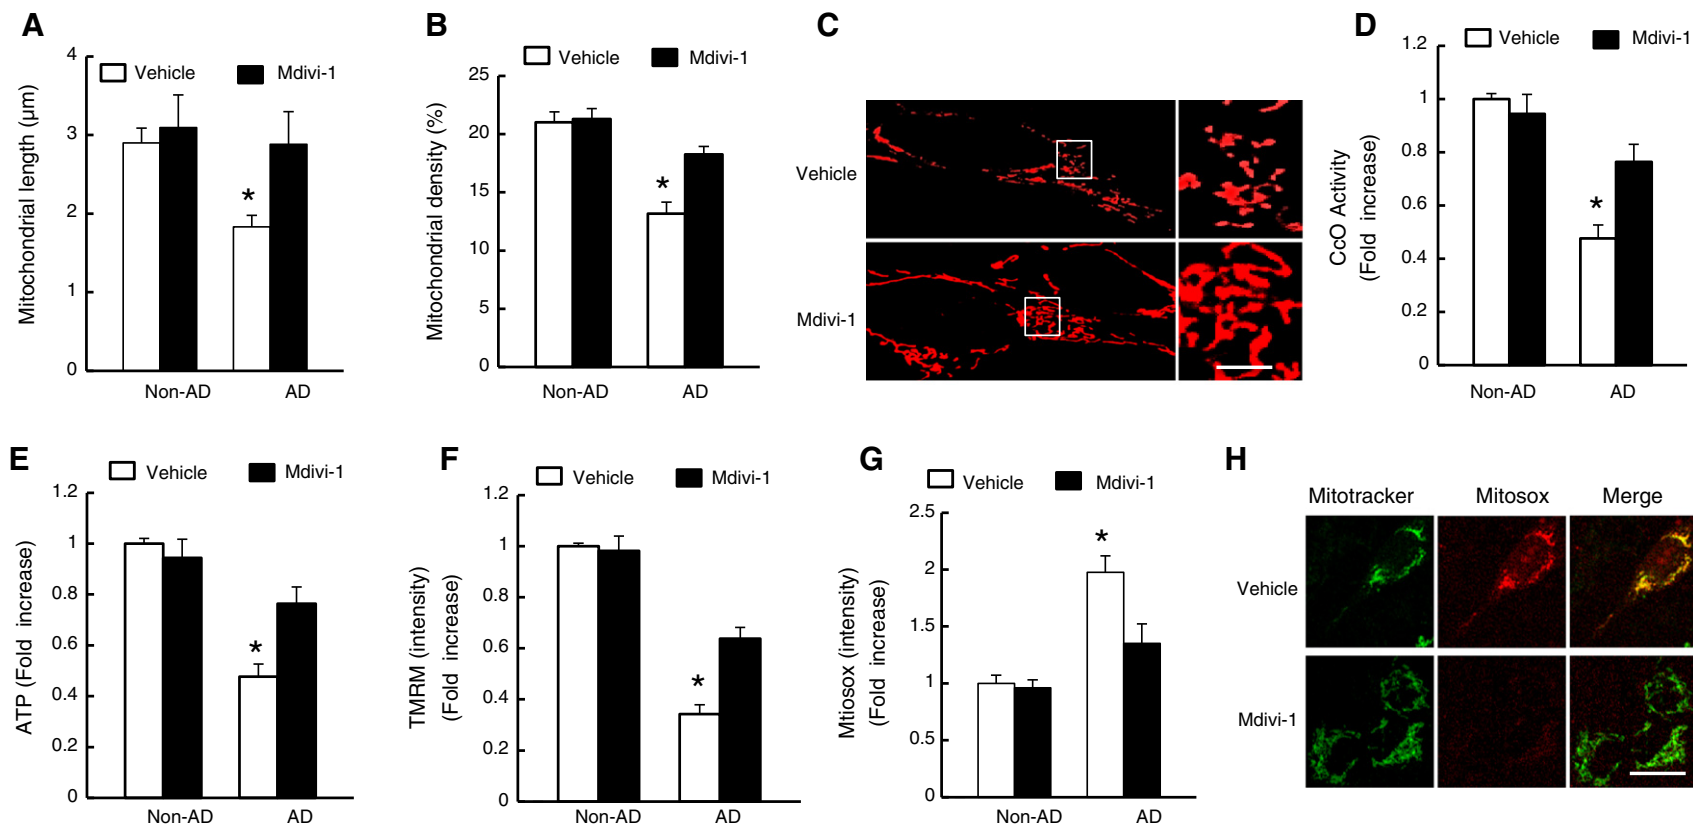 A
Mitochondrial length (µm)
4
3
2
1
0
Vehicle
Mdivi-1
*
Non-AD
AD
B
Mitochondrial density (%)
25
20
15
10
5
0
Vehicle
Mdivi-1
*
Non-AD
AD
C
Vehicle
Mdivi-1
D
CcO Activity
(Fold increase)
1.2
1
0.8
0.6
0.4
0.2
0
Vehicle
Mdivi-1
*
Non-AD
AD
E
ATP (Fold increase)
1.2
1
0.8
0.6
0.4
0.2
0
Vehicle
Mdivi-1
*
Non-AD
AD
F
TMRM (intensity)
(Fold increase)
1.2
1
0.8
0.6
0.4
0.2
0
Vehicle
Mdivi-1
*
Non-AD
AD
G
Mtiosox (intensity)
(Fold increase)
2.5
2
1.5
1
0.5
0
Vehicle
Mdivi-1
*
Non-AD
AD
H
Mitotracker
Mitosox
Merge
Vehicle
Mdivi-1